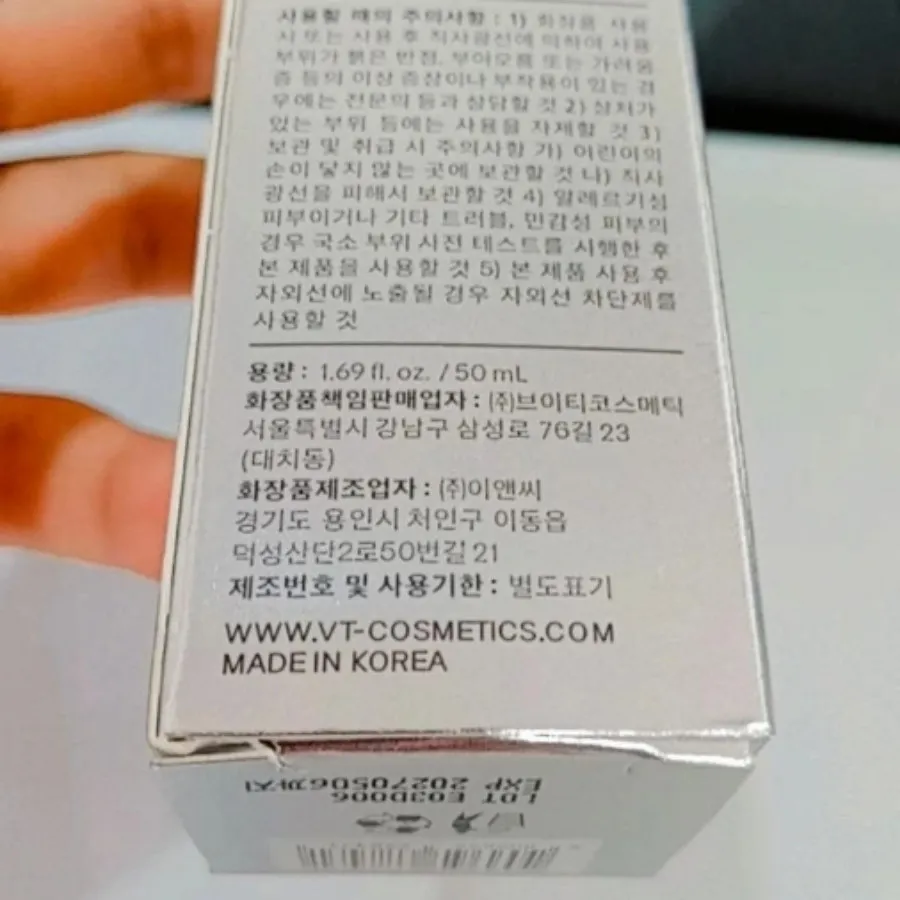 사용할 때의 주의사항 : 1) 화장품 사용
시 또는 사용 후 직사광선에 의하여 사용
부위가 붉은 반점, 부어오름 또는 가려움
증 등의 이상 증상이나 부작용이 있는 경
우에는 전문의 등과 상담할 것 2) 상처가
있는 부위 등에는 사용을 자제할 것 3)
보관 및 취급 시 주의사항 가) 어린이의
손이 닿지 않는 곳에 보관할 것 나) 직사
광선을 피해서 보관할 것 4) 알레르기성
피부이거나 기타 트러블, 민감성 피부의
경우 국소 부위 사전 테스트를 시행한 후
본 제품을 사용할 것 5) 본 제품 사용 후
자외선에 노출될 경우 자외선 차단제를
사용할 것
용량 : 1.69 fl. oz. / 50 mL
화장품책임판매업자 : ㈜브이티코스메틱
서울특별시 강남구 삼성로 76길 23
(대치동)
화장품제조업자 : ㈜이앤씨
경기도 용인시 처인구 이동읍
덕성산단2로50번길 21
제조번호 및 사용기한 : 별도표기
WWW.VT-COSMETICS.COM
MADE IN KOREA
LOT E03D006
EXP 20270506까지